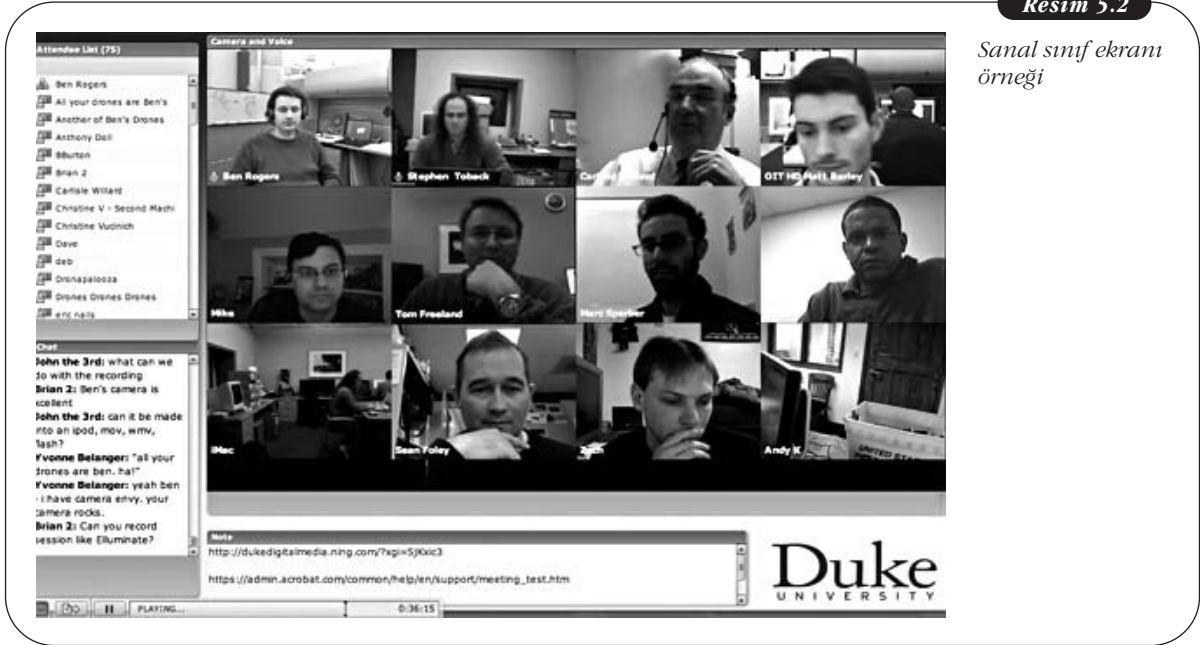 Resim 5.2
Sanal sınıf ekranı
örneği
Attendee List (75)
Ben Rogers
All your drones are Ben's
Another of Ben's Drones
Anthony Doll
BBurton
Brian 2
Carlisle Willard
Christine V - Second Machi
Christine Vucinich
Dave
deb
Dronapalooza
Drones Drones Drones
eric nails
Chat
John the 3rd: what can we
do with the recording
Brian 2: Ben's camera is
excellent
John the 3rd: can it be made
into an ipod, mov, wmv,
flash?
Yvonne Belanger: "all your
drones are ben. ha!"
Yvonne Belanger: yeah ben
- i have camera envy. your
camera rocks.
Brian 2: Can you record
session like Elluminate?
Camera and Voice
Ben Rogers
Stephen Toback
OIT HD Matt Barley
Mike
Tom Freeland
Marc Sperber
iMac
Sean Foley
Zach
Andy K
UNITED STA
Note
http://dukedigitalmedia.ning.com/?xgi=5jKxic3
https://admin.acrobat.com/common/help/en/support/meeting_test.htm
Duke
UNIVERSITY
PLAYING...
0:36:15